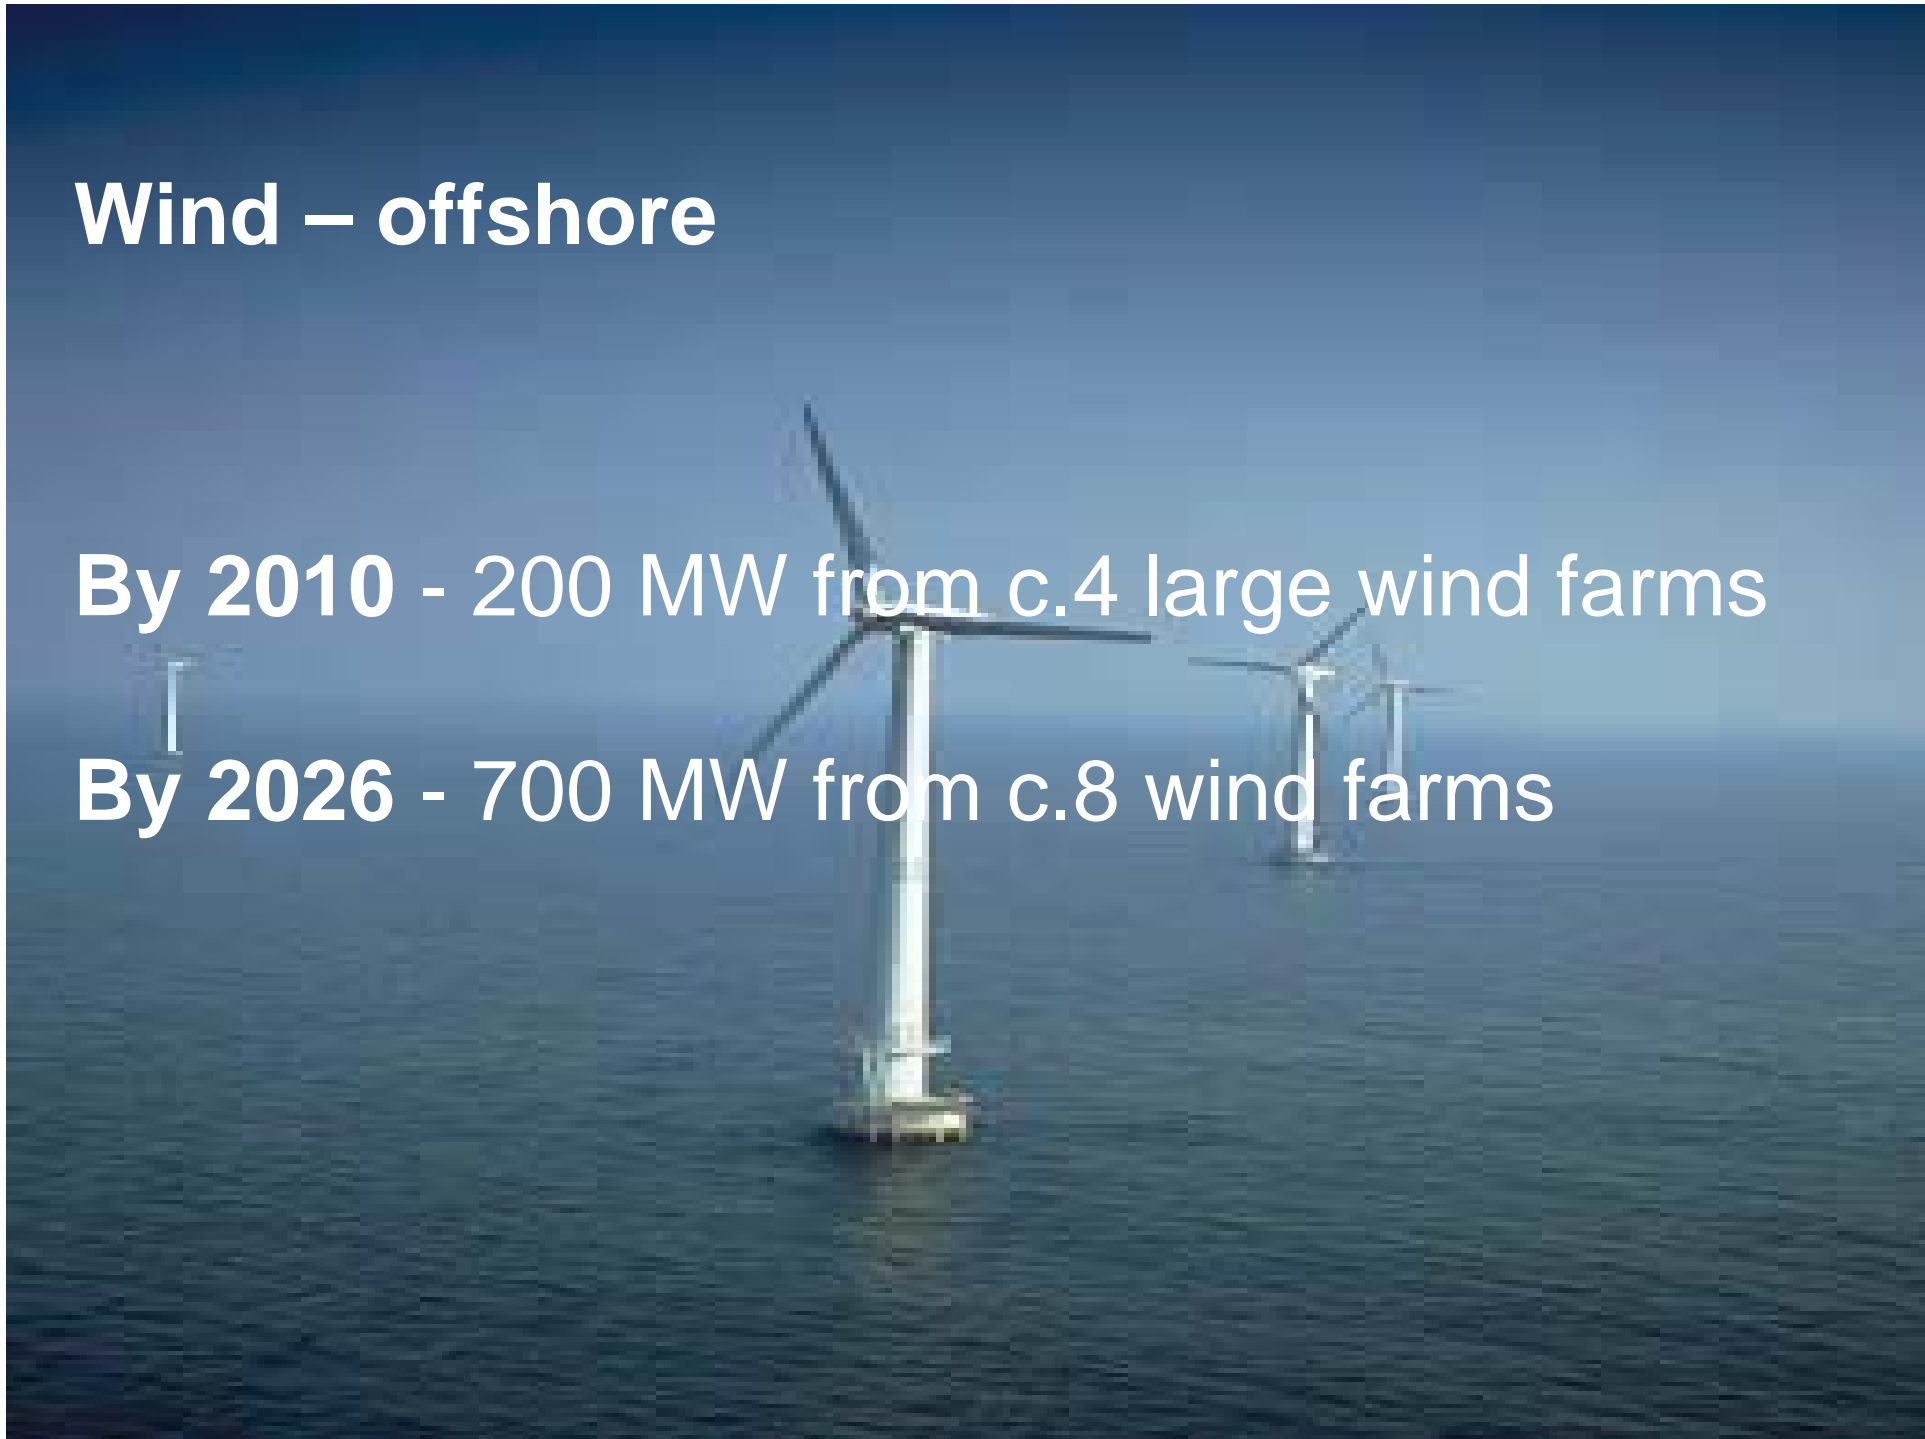 Wind – offshore
By 2010 - 200 MW from c.4 large wind farms
By 2026 - 700 MW from c.8 wind farms